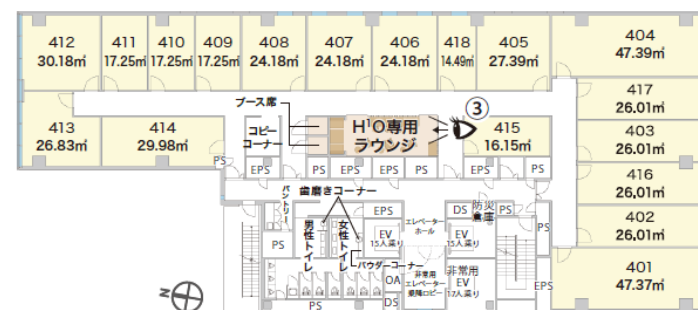 412
30.18㎡
411
17.25㎡
410
17.25㎡
409
17.25㎡
408
24.18㎡
407
24.18㎡
406
24.18㎡
418
14.49㎡
405
27.39㎡
404
47.39㎡
417
26.01㎡
403
26.01㎡
416
26.01㎡
402
26.01㎡
401
47.37㎡
413
26.83㎡
414
29.98㎡
ブース席
コピー
コーナー
H¹O専用
ラウンジ
③
415
16.15㎡
PS
EPS
PS
EPS
EPS
PS
EPS
PS
パントリー
歯磨きコーナー
EPS
DS
防災
倉庫
PS
PS
PS
男性トイレ
女性トイレ
EV
15人乗り
エレベーター
ホール
EV
15人乗り
パウダーコーナー
OA
DS
非常用
エレベーター
乗降ロビー
非常用
EV
17人乗り
EPS
PS
N